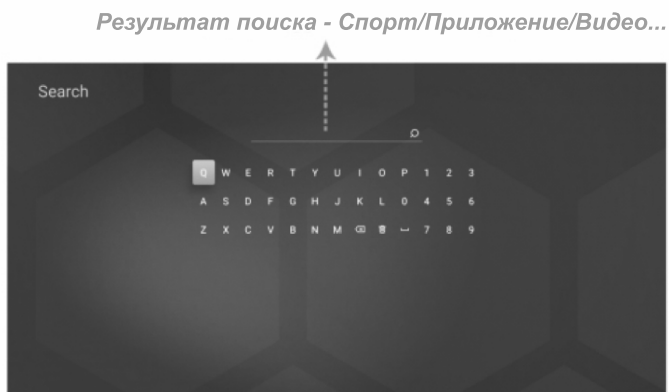 Результат поиска - Спорт/Приложение/Видео...
Search
Q W E R T Y U I O P 1 2 3
A S D F G H J K L 0 4 5 6
Z X C V B N M 7 8 9